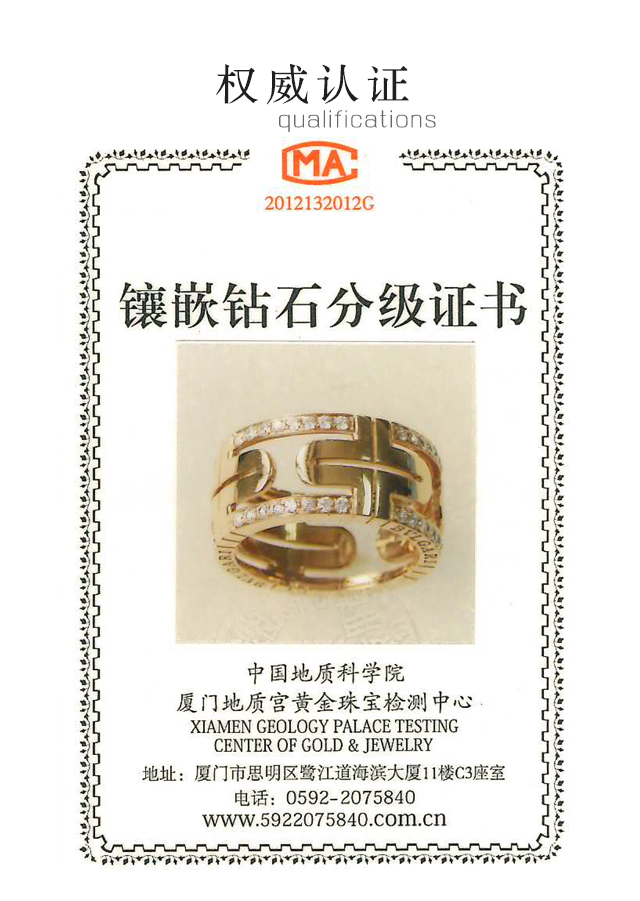 权威认证
qualifications
CMA
2012132012G
镶嵌钻石分级证书
BVLGARI
BVLGARI
中国地质科学院
厦门地质宫黄金珠宝检测中心
XIAMEN GEOLOGY PALACE TESTING
CENTER OF GOLD & JEWELRY
地址：厦门市思明区鹭江道海滨大厦11楼C3座室
电话：0592-2075840
www.5922075840.com.cn